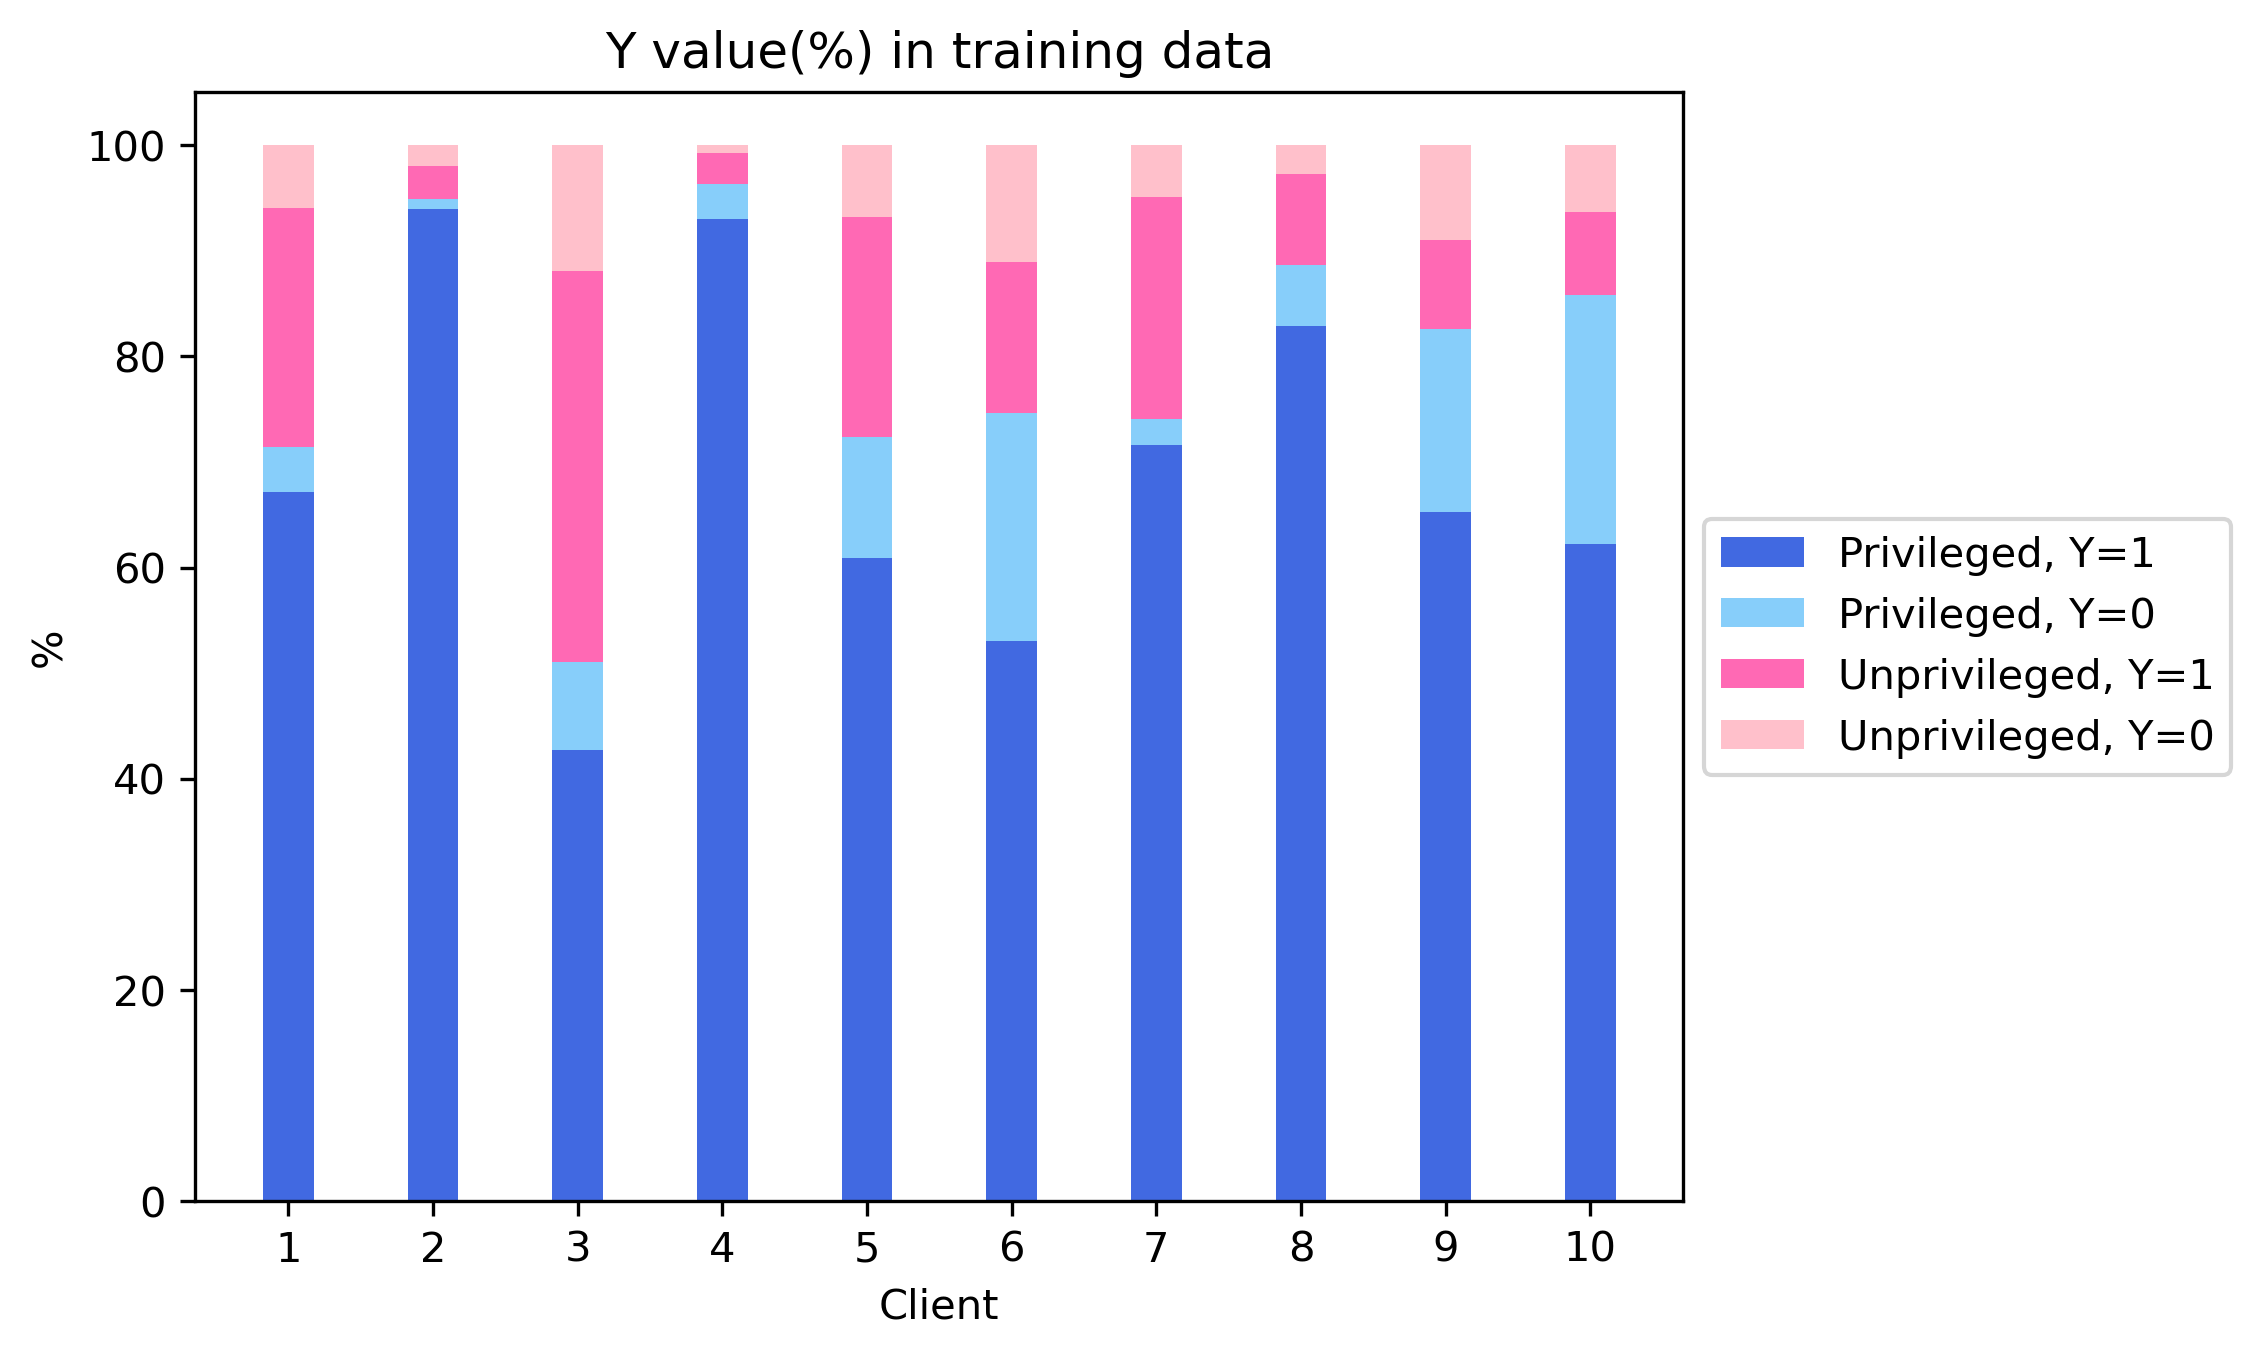 Y value(%) in training data
100
80
60
40
20
0
%
1 2 3 4 5 6 7 8 9 10
Client
Privileged, Y=1
Privileged, Y=0
Unprivileged, Y=1
Unprivileged, Y=0